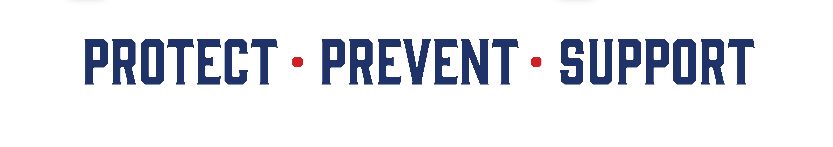 PROTECT • PREVENT • SUPPORT